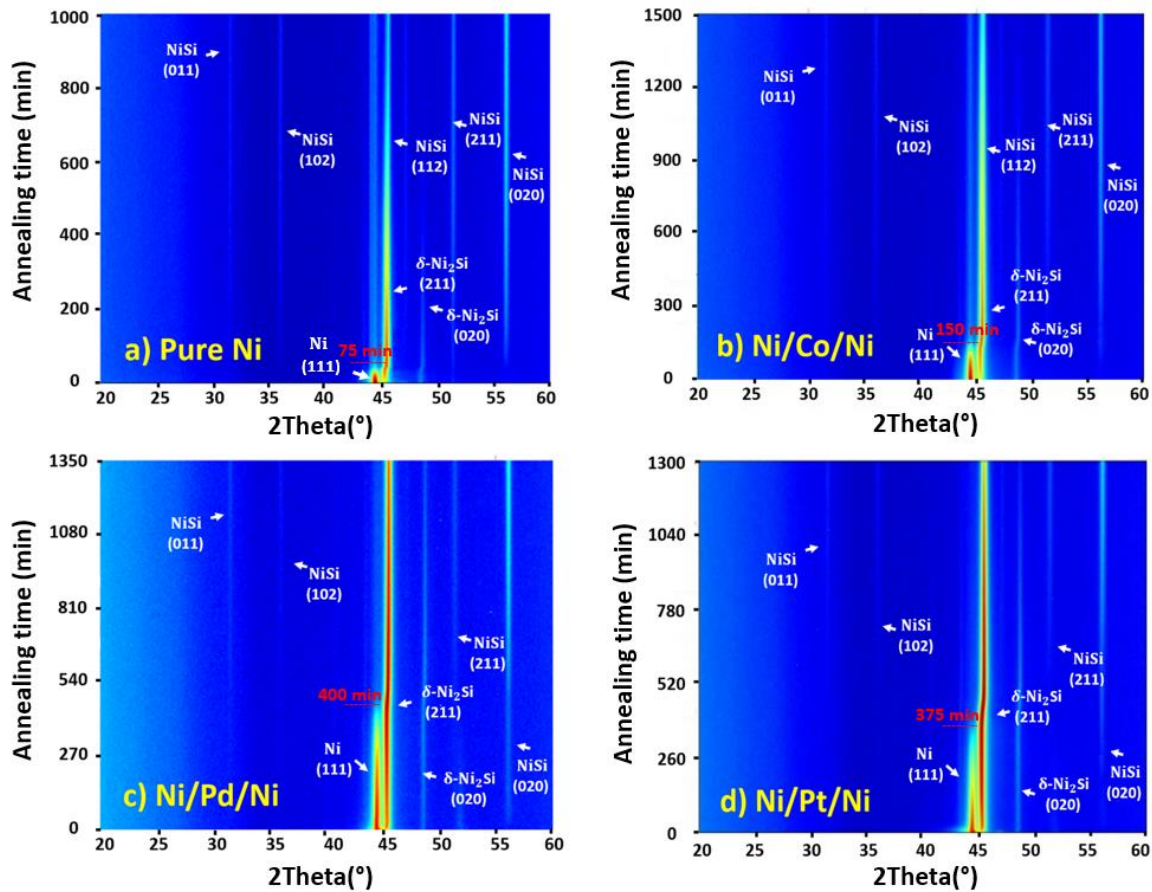 1000
800
600
400
200
0
Annealing time (min)
NiSi
(011)
NiSi
(102)
NiSi
(112)
NiSi
(211)
NiSi
(020)
δ-Ni₂Si
(211)
δ-Ni₂Si
(020)
Ni
(111)
75 min
a) Pure Ni
20 25 30 35 40 45 50 55 60
2Theta(°)
1500
1200
900
600
300
0
Annealing time (min)
NiSi
(011)
NiSi
(102)
NiSi
(112)
NiSi
(211)
NiSi
(020)
δ-Ni₂Si
(211)
δ-Ni₂Si
(020)
Ni
(111)
150 min
b) Ni/Co/Ni
20 25 30 35 40 45 50 55 60
2Theta(°)
1350
1080
810
540
270
0
Annealing time (min)
NiSi
(011)
NiSi
(102)
NiSi
(211)
400 min
δ-Ni₂Si
(211)
Ni
(111)
δ-Ni₂Si
(020)
NiSi
(020)
c) Ni/Pd/Ni
20 25 30 35 40 45 50 55 60
2Theta(°)
1300
1040
780
520
260
0
Annealing time (min)
NiSi
(011)
NiSi
(102)
NiSi
(211)
375 min
δ-Ni₂Si
(211)
Ni
(111)
δ-Ni₂Si
(020)
NiSi
(020)
d) Ni/Pt/Ni
20 25 30 35 40 45 50 55 60
2Theta(°)